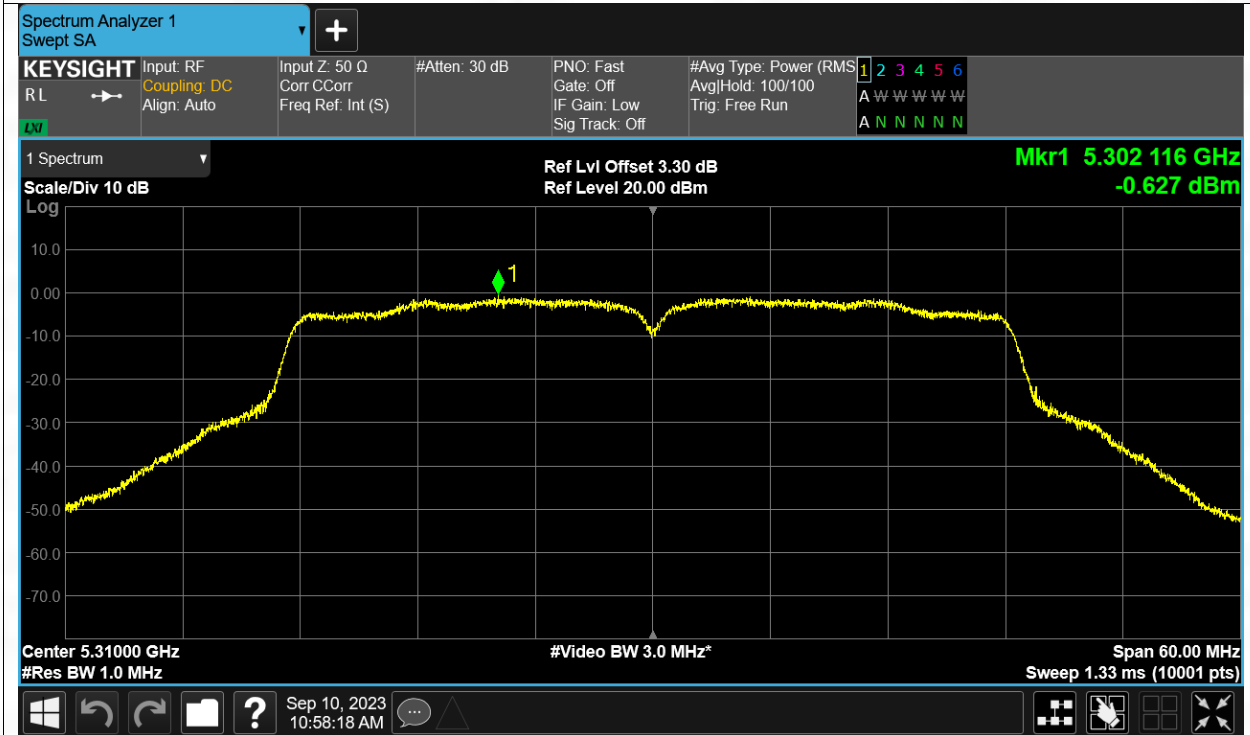 Spectrum Analyzer 1
Swept SA
+
KEYSIGHT
R L
LXI
Input: RF
Coupling: DC
Align: Auto
Input Z: 50 Ω
Corr CCorr
Freq Ref: Int (S)
#Atten: 30 dB
PNO: Fast
Gate: Off
IF Gain: Low
Sig Track: Off
#Avg Type: Power (RMS
Avg|Hold: 100/100
Trig: Free Run
1 2 3 4 5 6
A W W W W W
A N N N N N
1 Spectrum
Scale/Div 10 dB
Log
Ref Lvl Offset 3.30 dB
Ref Level 20.00 dBm
Mkr1 5.302 116 GHz
-0.627 dBm
10.0
0.00
-10.0
-20.0
-30.0
-40.0
-50.0
-60.0
-70.0
1
Center 5.31000 GHz
#Res BW 1.0 MHz
#Video BW 3.0 MHz*
Span 60.00 MHz
Sweep 1.33 ms (10001 pts)
?
Sep 10, 2023
10:58:18 AM